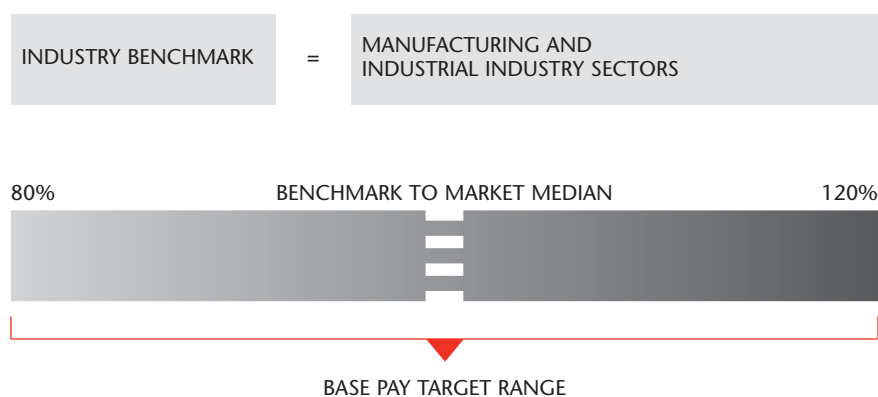 INDUSTRY BENCHMARK
=
MANUFACTURING AND
INDUSTRIAL INDUSTRY SECTORS
80%
BENCHMARK TO MARKET MEDIAN
120%
BASE PAY TARGET RANGE